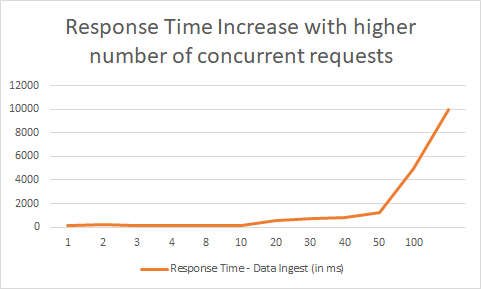 Response Time Increase with higher
number of concurrent requests
12000
10000
8000
6000
4000
2000
0
1 2 3 4 8 10 20 30 40 50 100
Response Time - Data Ingest (in ms)